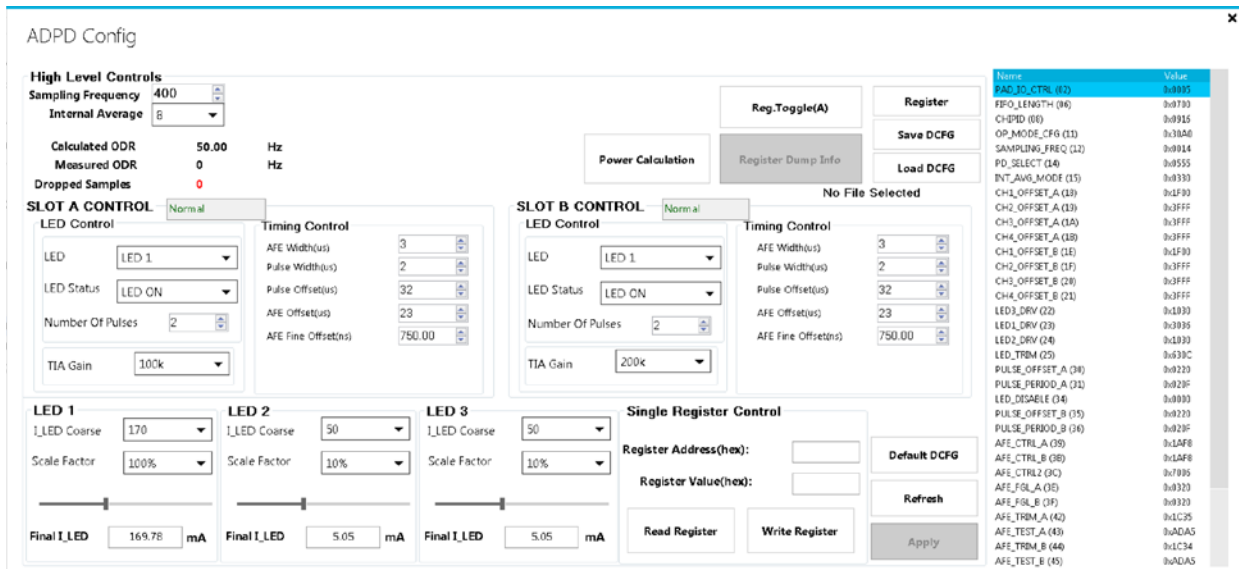 ×
ADPD Config
High Level Controls
Sampling Frequency 400
Internal Average 8
Calculated ODR 50.00 Hz
Measured ODR 0 Hz
Dropped Samples 0
Reg.Toggle(A)
Register
Save DCFG
Power Calculation
Register Dump Info
Load DCFG
No File Selected
SLOT A CONTROL Normal
LED Control
LED LED 1
LED Status LED ON
Number Of Pulses 2
TIA Gain 100k
Timing Control
AFE Width(us) 3
Pulse Width(us) 2
Pulse Offset(us) 32
AFE Offset(us) 23
AFE Fine Offset(ns) 750.00
SLOT B CONTROL Normal
LED Control
LED LED 1
LED Status LED ON
Number Of Pulses 2
TIA Gain 200k
Timing Control
AFE Width(us) 3
Pulse Width(us) 2
Pulse Offset(us) 32
AFE Offset(us) 23
AFE Fine Offset(ns) 750.00
LED 1
I_LED Coarse 170
Scale Factor 100%
Final I_LED 169.78 mA
LED 2
I_LED Coarse 50
Scale Factor 10%
Final I_LED 5.05 mA
LED 3
I_LED Coarse 50
Scale Factor 10%
Final I_LED 5.05 mA
Single Register Control
Register Address(hex):
Register Value(hex):
Read Register
Write Register
Default DCFG
Refresh
Apply
Name Value
PAD_IO_CTRL (02) 0x0005
FIFO_LENGTH (06) 0x0700
CHIPID (08) 0x0916
OP_MODE_CFG (11) 0x30A0
SAMPLING_FREQ (12) 0x0014
PD_SELECT (14) 0x0555
INT_AVG_MODE (15) 0x0330
CH1_OFFSET_A (18) 0x1F00
CH2_OFFSET_A (19) 0x3FFF
CH3_OFFSET_A (1A) 0x3FFF
CH4_OFFSET_A (1B) 0x3FFF
CH1_OFFSET_B (1E) 0x1F00
CH2_OFFSET_B (1F) 0x3FFF
CH3_OFFSET_B (20) 0x3FFF
CH4_OFFSET_B (21) 0x3FFF
LED3_DRV (22) 0x1030
LED1_DRV (23) 0x3036
LED2_DRV (24) 0x1030
LED_TRIM (25) 0x630C
PULSE_OFFSET_A (30) 0x0220
PULSE_PERIOD_A (31) 0x020F
LED_DISABLE (34) 0x0000
PULSE_OFFSET_B (35) 0x0220
PULSE_PERIOD_B (36) 0x020F
AFE_CTRL_A (39) 0x1AF8
AFE_CTRL_B (3B) 0x1AF8
AFE_CTRL2 (3C) 0x7006
AFE_FGL_A (3E) 0x0320
AFE_FGL_B (3F) 0x0320
AFE_TRIM_A (42) 0x1C35
AFE_TEST_A (43) 0xADA5
AFE_TRIM_B (44) 0x1C34
AFE_TEST_B (45) 0xADA5